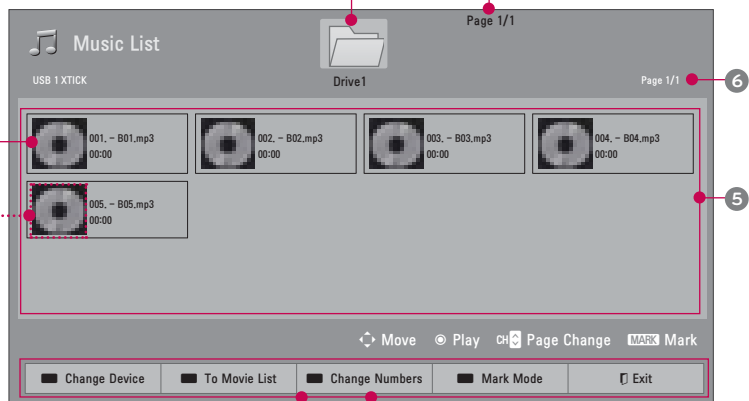 Page 1/1
Music List
Drive1
USB 1 XTICK
Page 1/1
6
001. - B01.mp3
00:00
002. - B02.mp3
00:00
003. - B03.mp3
00:00
004. - B04.mp3
00:00
005. - B05.mp3
00:00
5
Move Play CH Page Change MARK Mark
Change Device To Movie List Change Numbers Mark Mode Exit